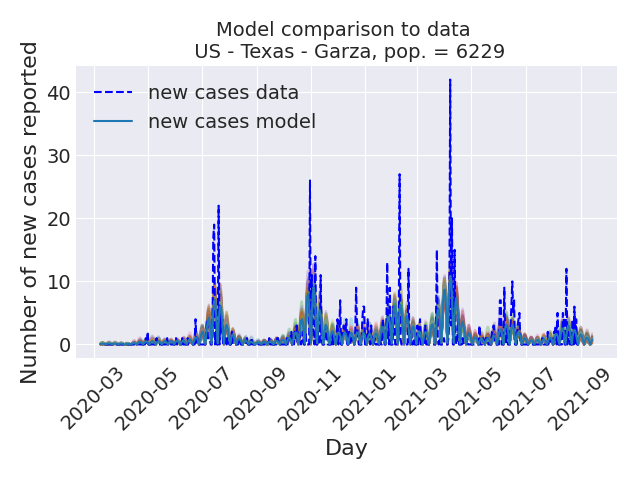 Model comparison to data
US - Texas - Garza, pop. = 6229
Number of new cases reported
40
30
20
10
0
new cases data
new cases model
2020-03
2020-05
2020-07
2020-09
2020-11
2021-01
2021-03
2021-05
2021-07
2021-09
Day